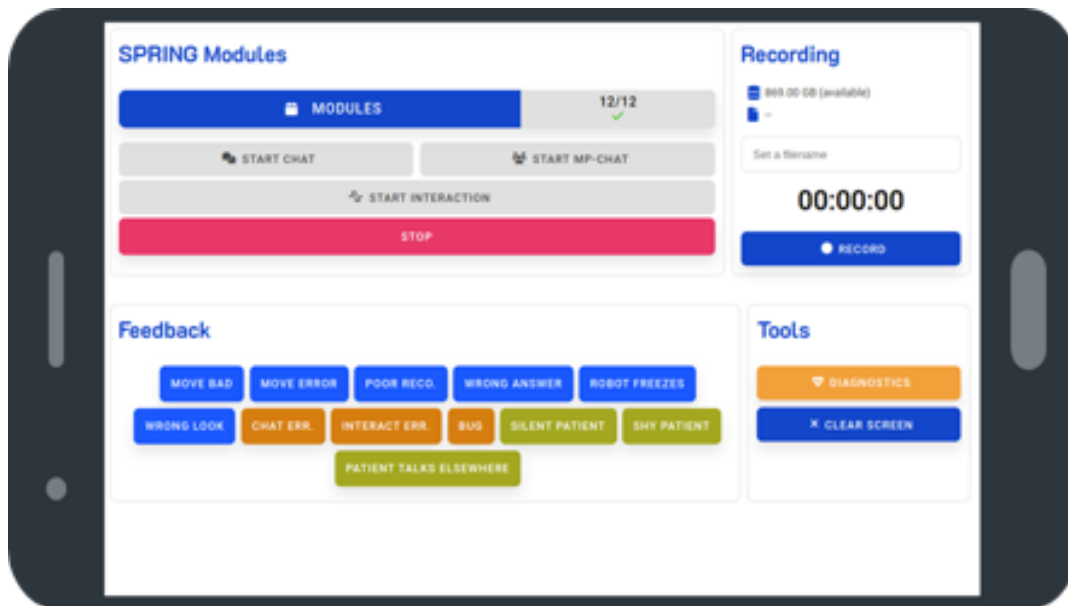 SPRING Modules
MODULES
12/12
START CHAT
START MP-CHAT
START INTERACTION
STOP
Recording
869.00 GB (available)
--
Set a filename
00:00:00
RECORD
Feedback
MOVE BAD MOVE ERROR POOR RECO. WRONG ANSWER ROBOT FREEZES
WRONG LOOK CHAT ERR. INTERACT ERR. BUG SILENT PATIENT SHY PATIENT
PATIENT TALKS ELSEWHERE
Tools
DIAGNOSTICS
CLEAR SCREEN